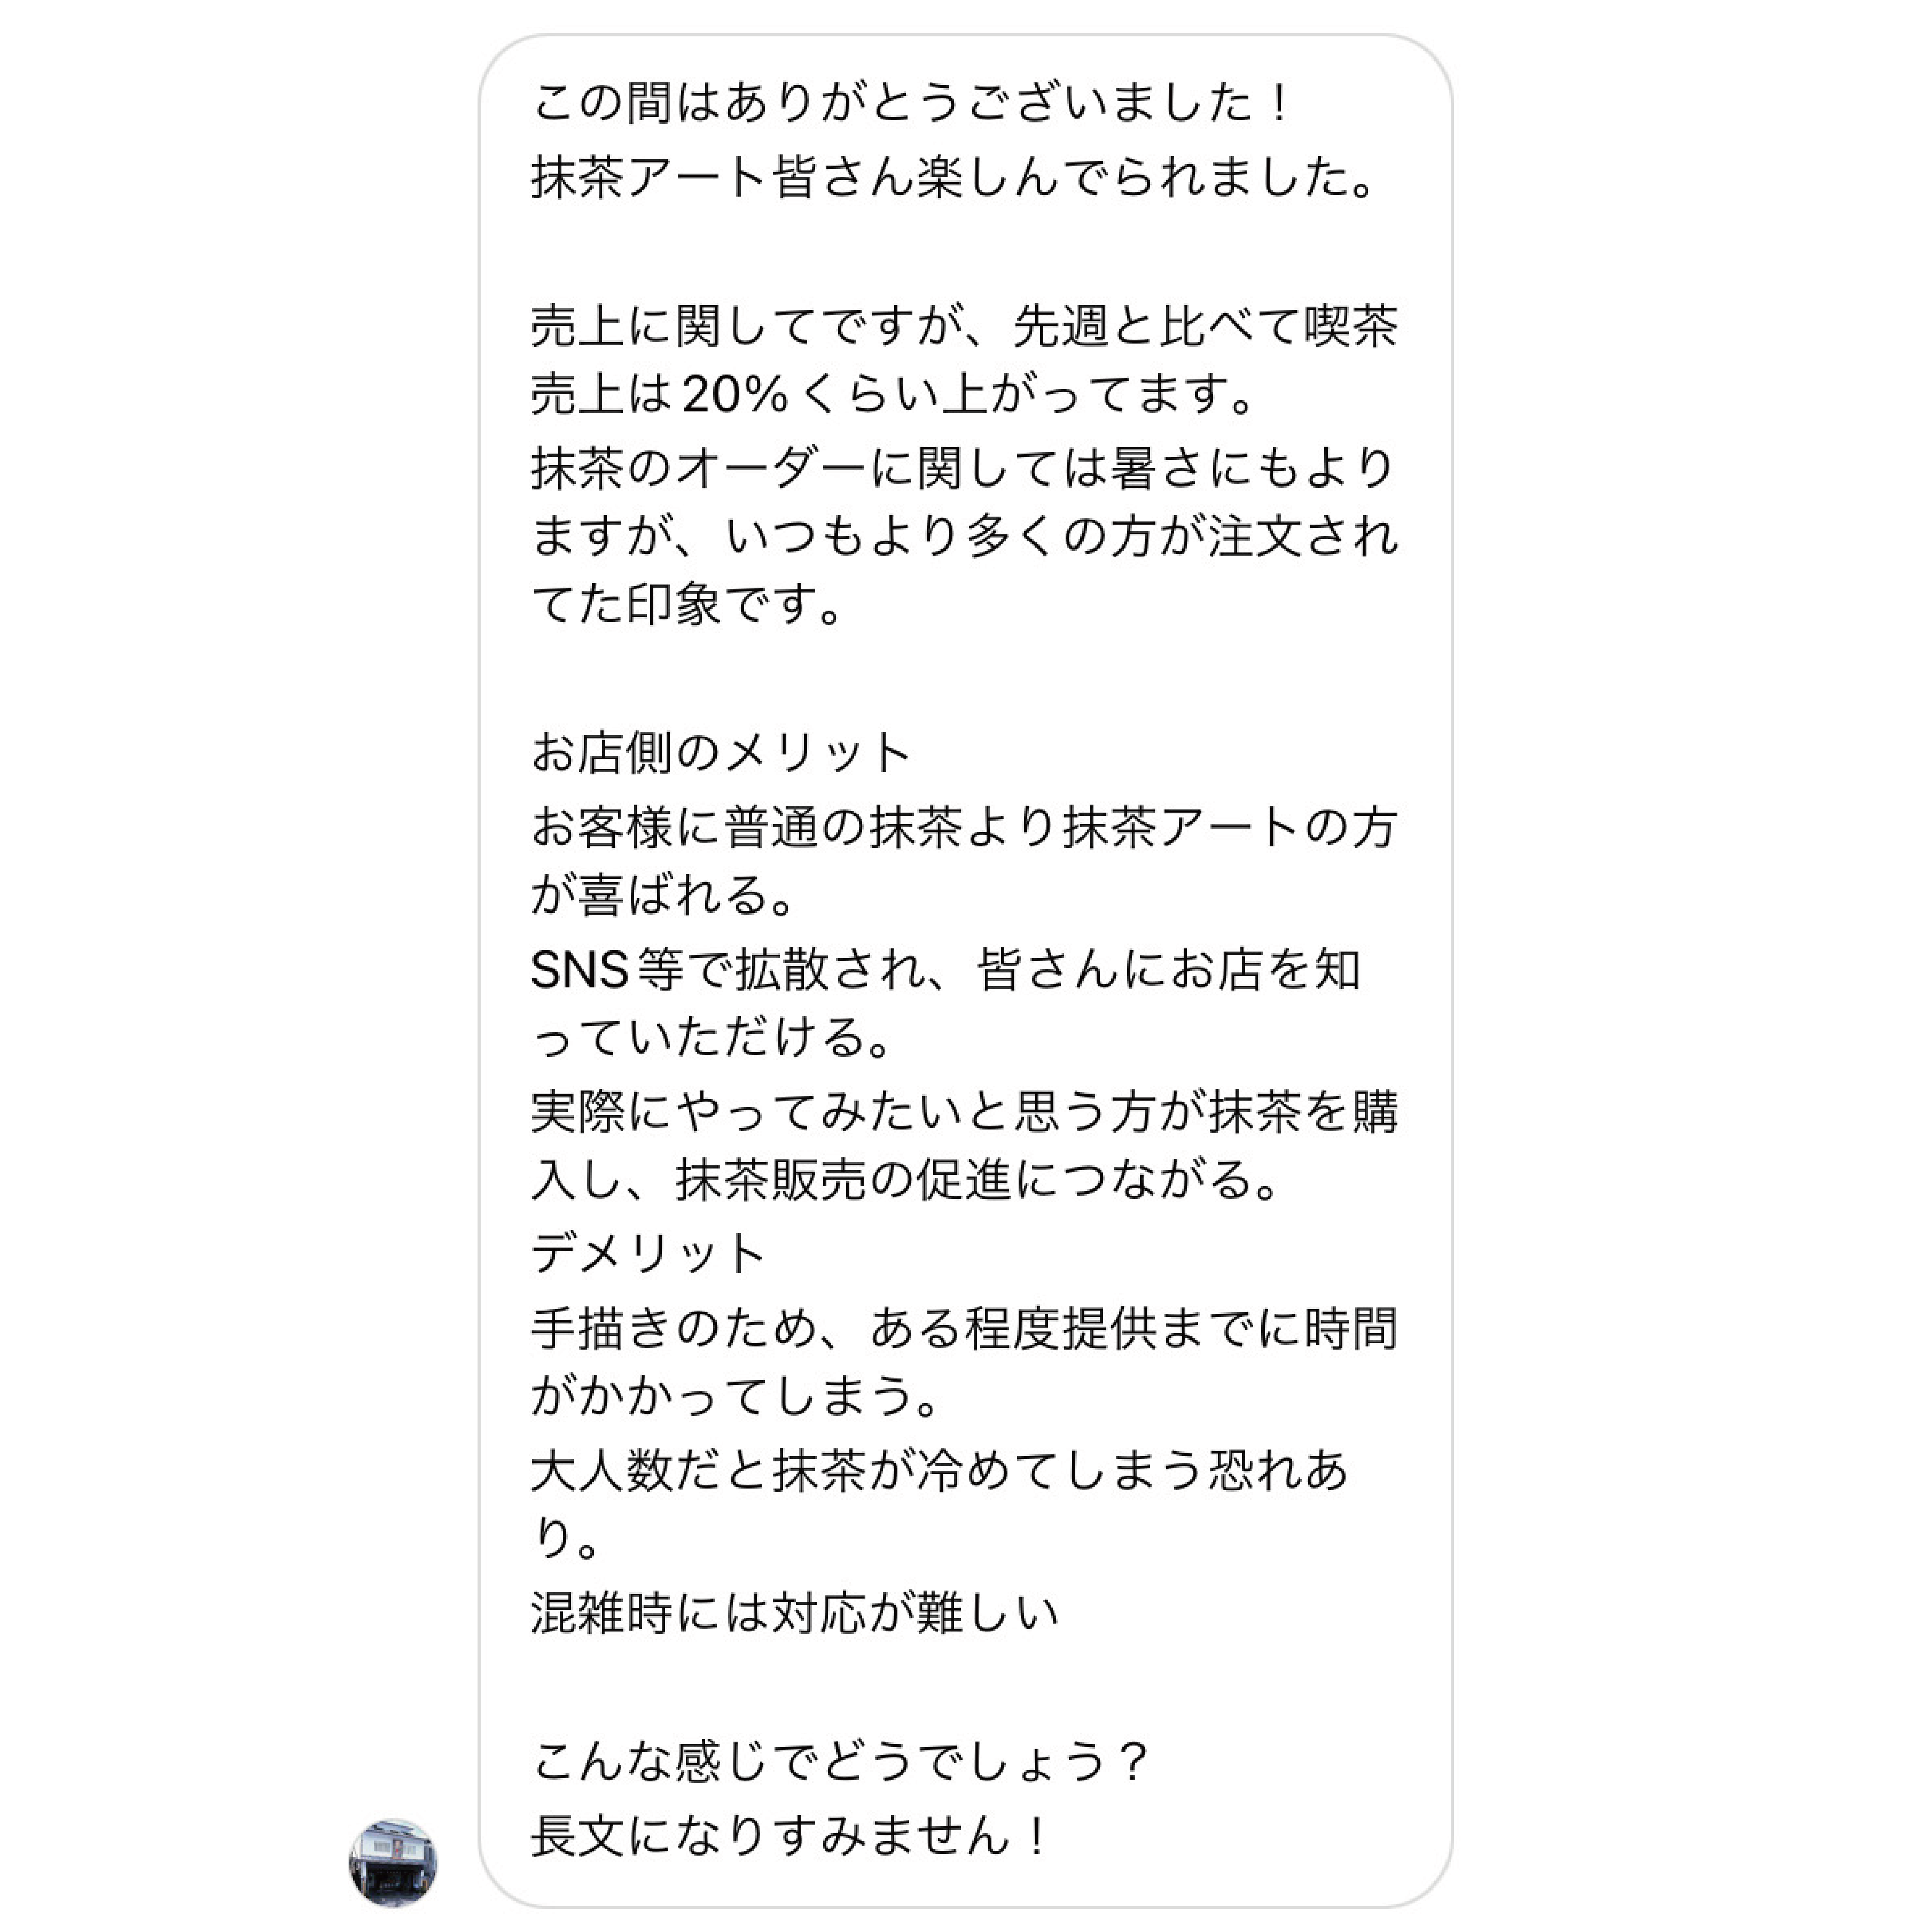 この間はありがとうございました！
抹茶アート皆さん楽しんでられました。
売上に関してですが、先週と比べて喫茶
売上は20%くらい上がってます。
抹茶のオーダーに関しては暑さにもより
ますが、いつもより多くの方が注文され
てた印象です。
お店側のメリット
お客様に普通の抹茶より抹茶アートの方
が喜ばれる。
SNS等で拡散され、皆さんにお店を知
っていただける。
実際にやってみたいと思う方が抹茶を購
入し、抹茶販売の促進につながる。
デメリット
手描きのため、ある程度提供までに時間
がかかってしまう。
大人数だと抹茶が冷めてしまう恐れあ
り。
混雑時には対応が難しい
こんな感じでどうでしょう？
長文になりすみません！